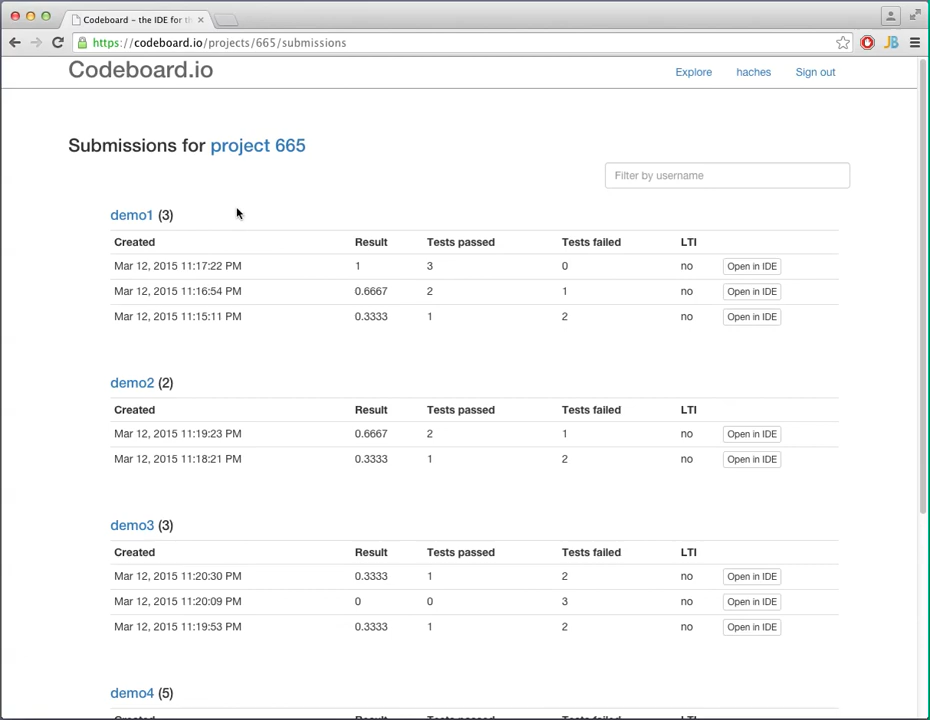 Codeboard – the IDE for th
https://codeboard.io/projects/665/submissions
JB
Codeboard.io
Explore haches Sign out
Submissions for project 665
Filter by username
demo1 (3)
Created Result Tests passed Tests failed LTI
Mar 12, 2015 11:17:22 PM 1 3 0 no Open in IDE
Mar 12, 2015 11:16:54 PM 0.6667 2 1 no Open in IDE
Mar 12, 2015 11:15:11 PM 0.3333 1 2 no Open in IDE
demo2 (2)
Created Result Tests passed Tests failed LTI
Mar 12, 2015 11:19:23 PM 0.6667 2 1 no Open in IDE
Mar 12, 2015 11:18:21 PM 0.3333 1 2 no Open in IDE
demo3 (3)
Created Result Tests passed Tests failed LTI
Mar 12, 2015 11:20:30 PM 0.3333 1 2 no Open in IDE
Mar 12, 2015 11:20:09 PM 0 0 3 no Open in IDE
Mar 12, 2015 11:19:53 PM 0.3333 1 2 no Open in IDE
demo4 (5)
Created Result Tests passed Tests failed LTI